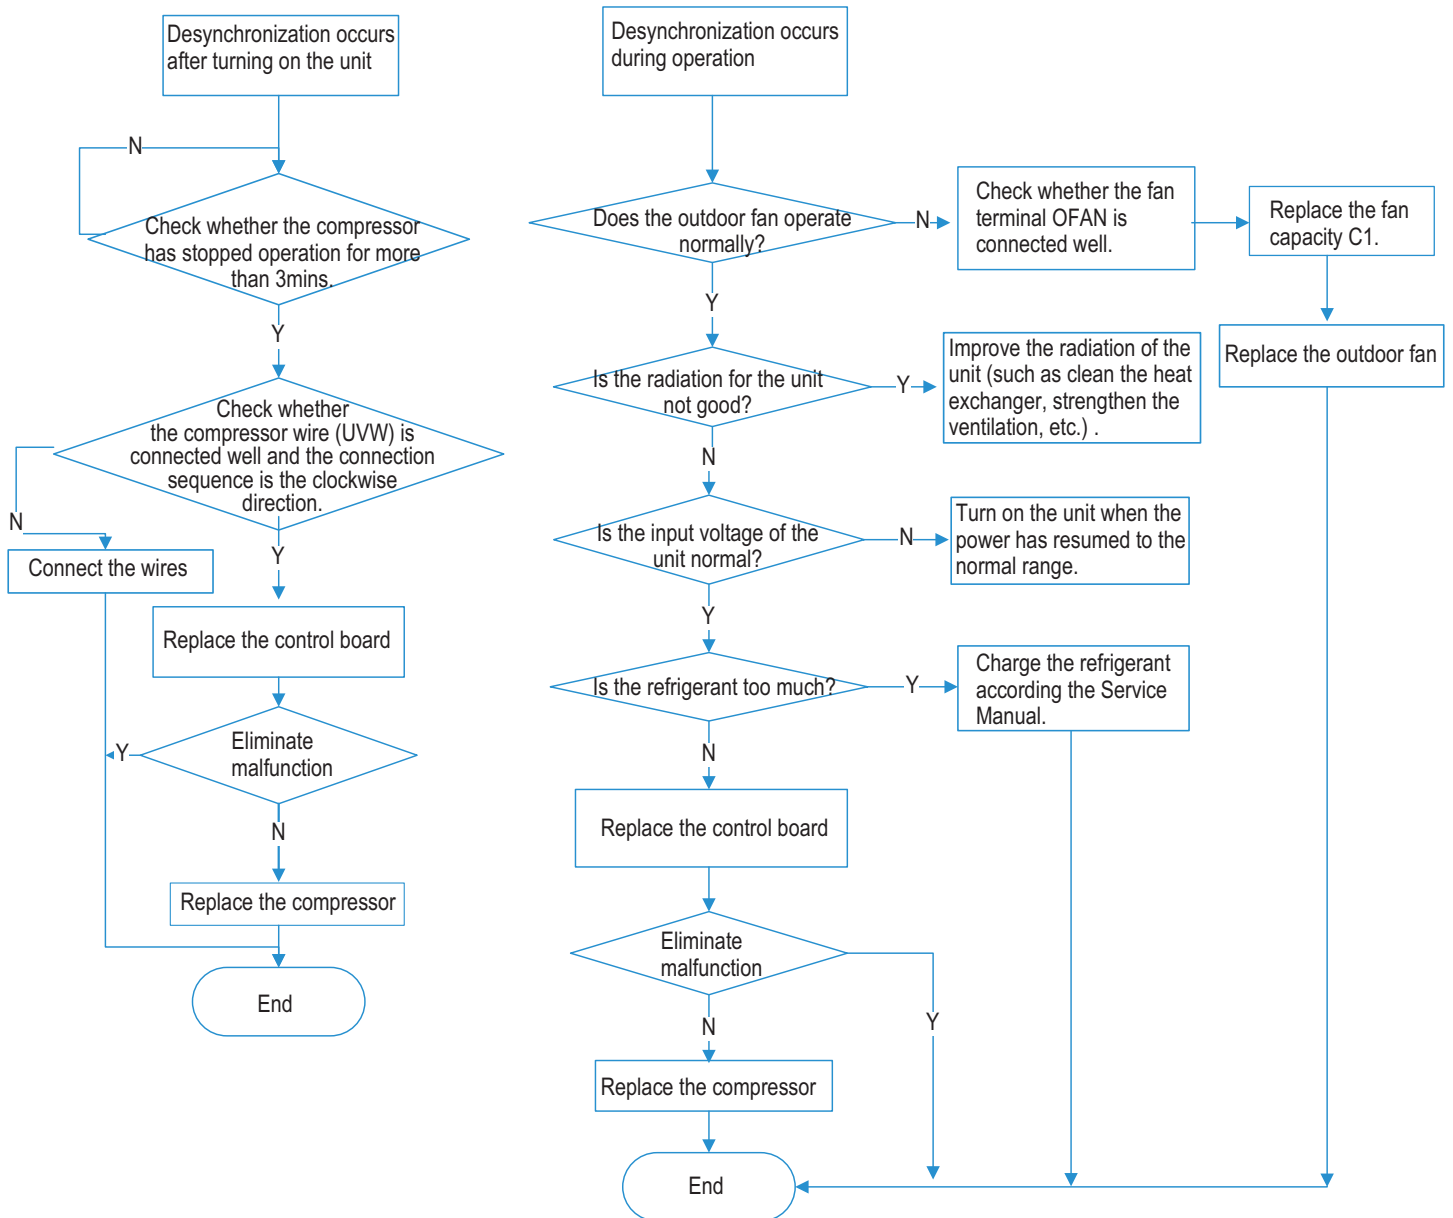 Desynchronization occurs
after turning on the unit
N
Check whether the compressor
has stopped operation for more
than 3mins.
Y
Check whether
the compressor wire (UVW) is
connected well and the connection
sequence is the clockwise
direction.
N
Connect the wires
Y
Replace the control board
Eliminate
malfunction
Y
N
Replace the compressor
End
Desynchronization occurs
during operation
Does the outdoor fan operate
normally?
N
Check whether the fan
terminal OFAN is
connected well.
Replace the fan
capacity C1.
Replace the outdoor fan
Y
Is the radiation for the unit
not good?
Y
Improve the radiation of the
unit (such as clean the heat
exchanger, strengthen the
ventilation, etc.) .
N
Is the input voltage of the
unit normal?
N
Turn on the unit when the
power has resumed to the
normal range.
Y
Is the refrigerant too much?
Y
Charge the refrigerant
according the Service
Manual.
N
Replace the control board
Eliminate
malfunction
Y
N
Replace the compressor
End